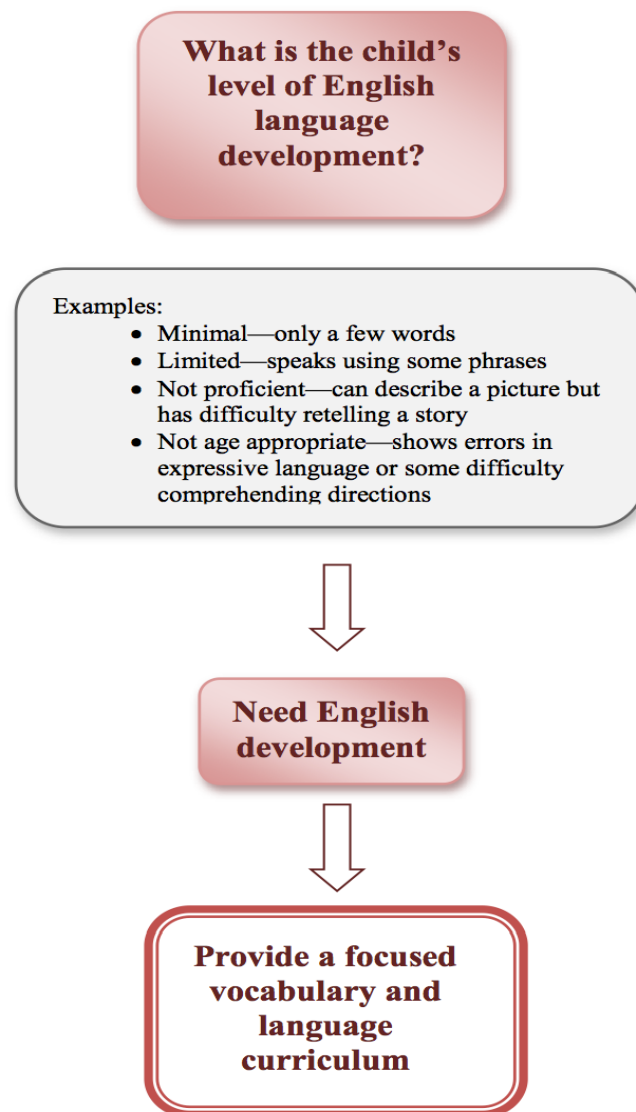 What is the child’s
level of English
language
development?
Examples:
• Minimal—only a few words
• Limited—speaks using some phrases
• Not proficient—can describe a picture but
has difficulty retelling a story
• Not age appropriate—shows errors in
expressive language or some difficulty
comprehending directions
Need English
development
Provide a focused
vocabulary and
language
curriculum